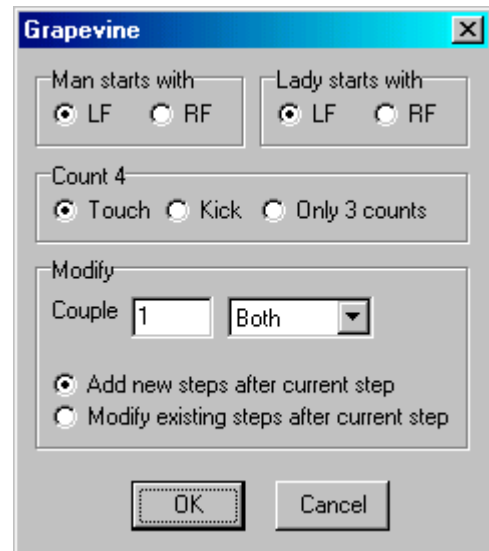 Grapevine
Man starts with Lady starts with
LF RF LF RF
Count 4
Touch Kick Only 3 counts
Modify
Couple 1 Both
Add new steps after current step
Modify existing steps after current step
OK Cancel